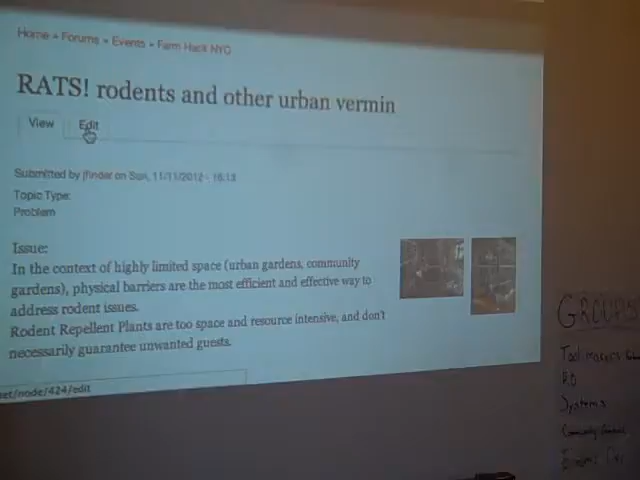 Home » Forums » Events » Farm Hack NYC
RATS! rodents and other urban vermin
View Edit
Submitted by jfinder on Sun, 11/11/2012 - 16:13
Topic Type:
Problem
Issue:
In the context of highly limited space (urban gardens, community
gardens), physical barriers are the most efficient and effective way to
address rodent issues.
Rodent Repellent Plants are too space and resource intensive, and don't
necessarily guarantee unwanted guests.
et/node/424/edit
GROUPS
Tool makers
Systems